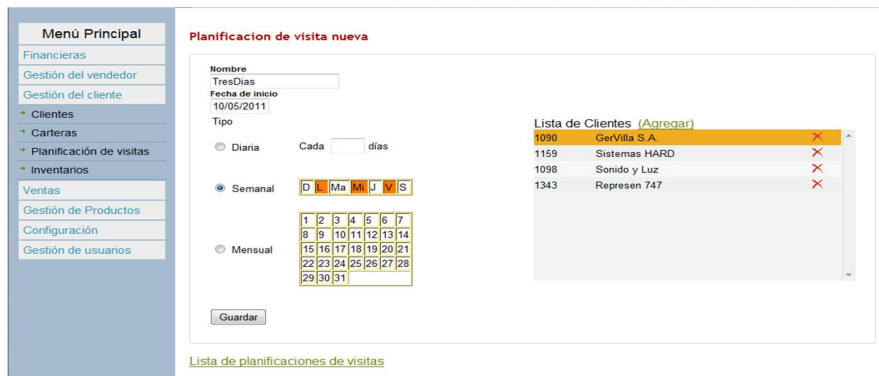 Menú Principal
Financieras
Gestión del vendedor
Gestión del cliente
Clientes
Carteras
Planificación de visitas
Inventarios
Ventas
Gestión de Productos
Configuración
Gestión de usuarios
Planificacion de visita nueva
Nombre
TresDias
Fecha de inicio
10/05/2011
Tipo
Diaria Cada días
Semanal D L Ma Mi J V S
Mensual
1 2 3 4 5 6 7
8 9 10 11 12 13 14
15 16 17 18 19 20 21
22 23 24 25 26 27 28
29 30 31
Guardar
Lista de Clientes (Agregar)
1090 GerVilla S.A.
1159 Sistemas HARD
1098 Sonido y Luz
1343 Represen 747
Lista de planificaciones de visitas